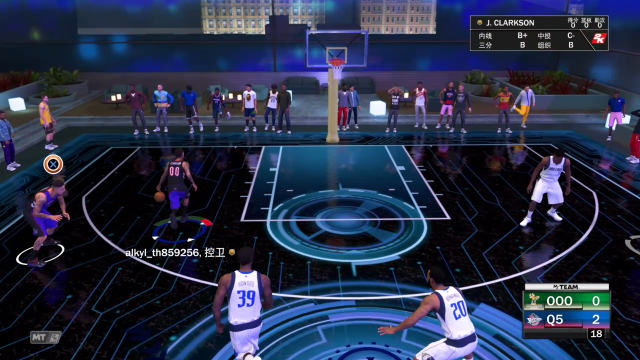 J. CLARKSON
得分 篮板 助攻
0 0 0
内线 B+ 中投 C-
三分 B 组织 B
2K
00
alkyl_th859256, 控卫
39
20
MT
TEAM
OOO 0
Q5 2
18